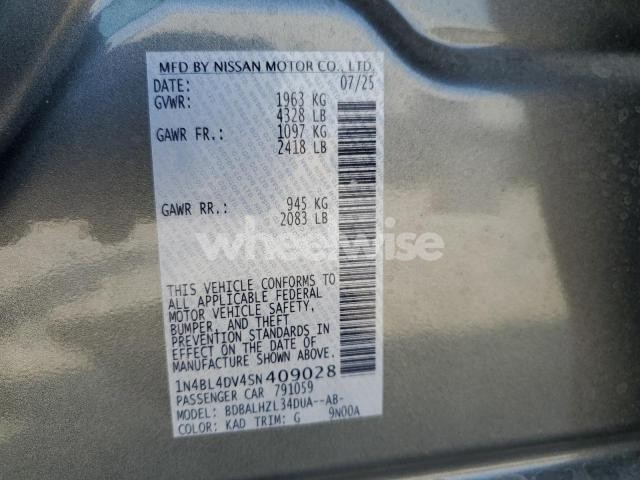 MFD BY NISSAN MOTOR CO., LTD.
DATE: 07/25
GVWR: 1963 KG
4328 LB
GAWR FR.: 1097 KG
2418 LB
GAWR RR.: 945 KG
2083 LB
wheelwise
THIS VEHICLE CONFORMS TO
ALL APPLICABLE FEDERAL
MOTOR VEHICLE SAFETY,
BUMPER, AND THEFT
PREVENTION STANDARDS IN
EFFECT ON THE DATE OF
MANUFACTURE SHOWN ABOVE.
1N4BL4DV4SN409028
PASSENGER CAR 791059
MODEL: BDBALHZL34DUA--AB-
COLOR: KAD TRIM: G 9N00A